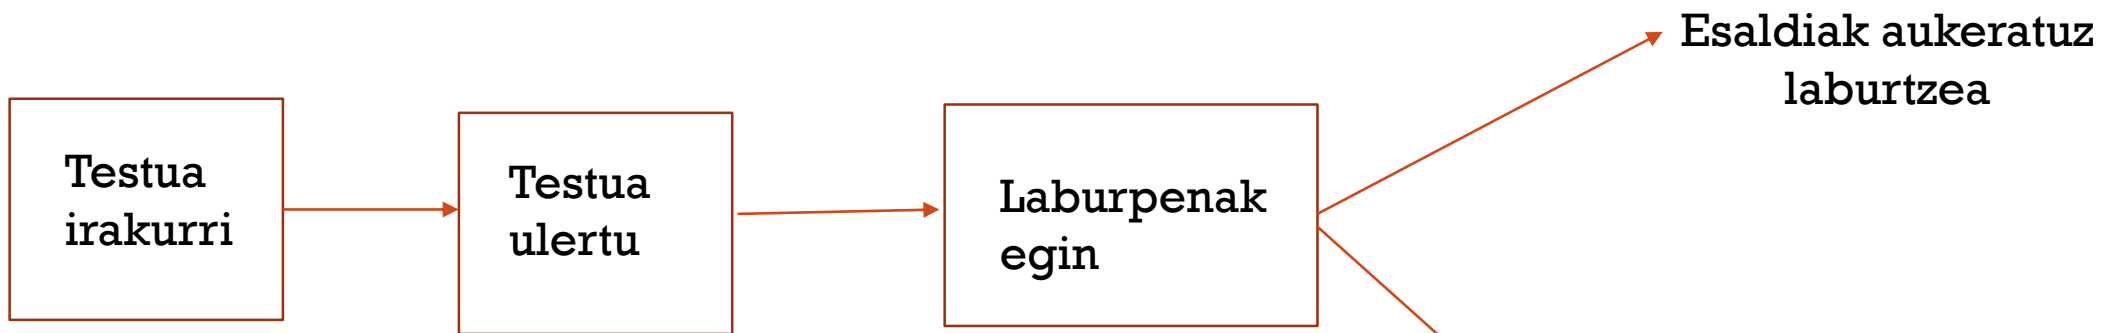 Testua
irakurri
Testua
ulertu
Laburpenak
egin
Esaldiak aukeratuz
laburtzea